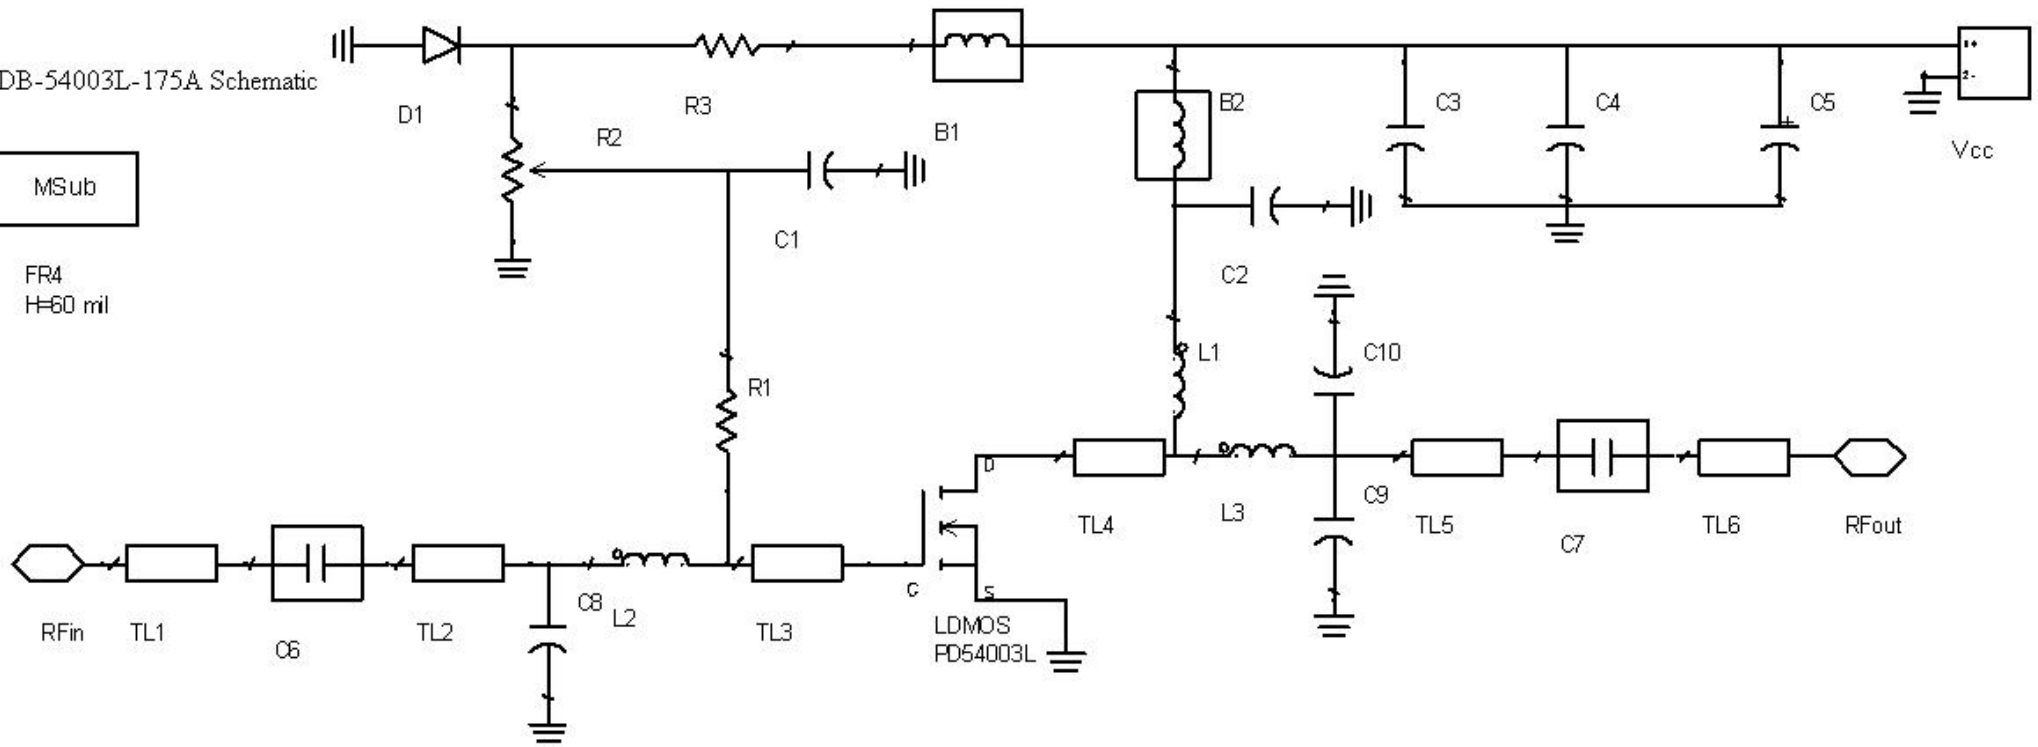 DB-54003L-175A Schematic
D1
R3
B1
B2
C3
C4
C5
1+
2-
Vcc
R2
MSub
C1
C2
FR4
H=60 mil
L1
C10
R1
D
C9
TL4
L3
TL5
C7
TL6
RFout
G
S
RFin
TL1
C6
TL2
C8
L2
TL3
LDMOS
PD54003L